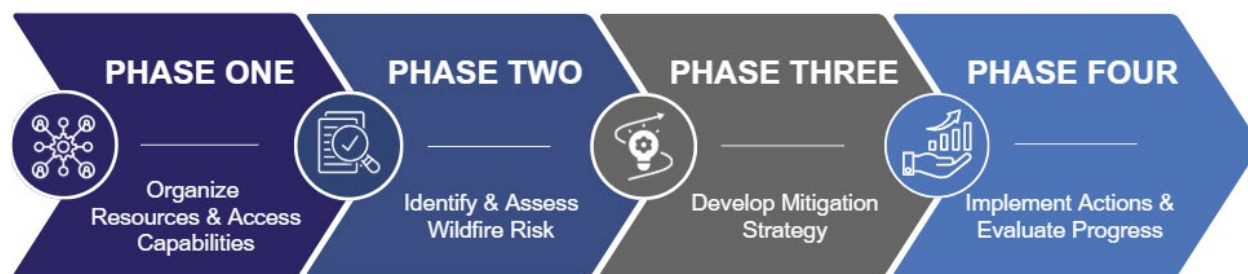 PHASE ONE
Organize
Resources & Access
Capabilities
PHASE TWO
Identify & Assess
Wildfire Risk
PHASE THREE
Develop Mitigation
Strategy
PHASE FOUR
Implement Actions &
Evaluate Progress